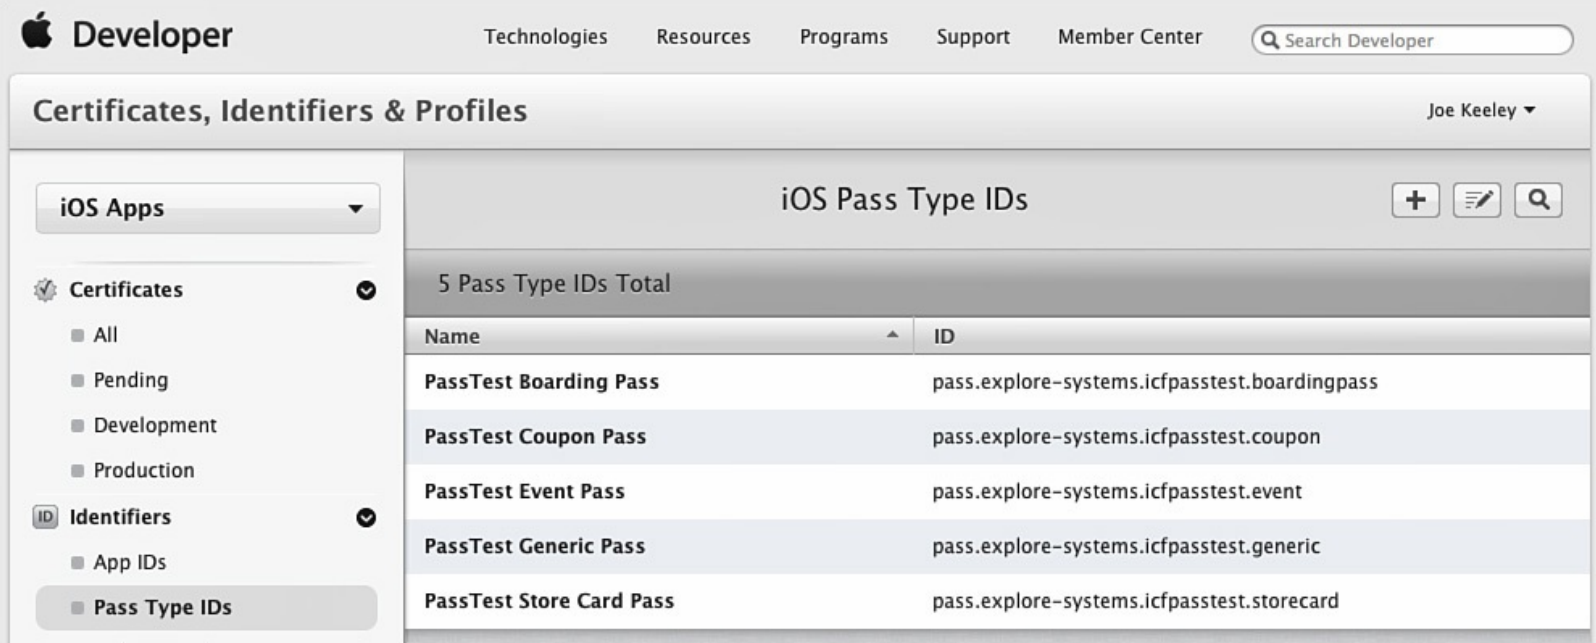 Developer
Technologies Resources Programs Support Member Center Search Developer
Certificates, Identifiers & Profiles
Joe Keeley
iOS Apps
Certificates
All
Pending
Development
Production
ID Identifiers
App IDs
Pass Type IDs
iOS Pass Type IDs
5 Pass Type IDs Total
Name ID
PassTest Boarding Pass pass.explore-systems.icfpasstest.boardingpass
PassTest Coupon Pass pass.explore-systems.icfpasstest.coupon
PassTest Event Pass pass.explore-systems.icfpasstest.event
PassTest Generic Pass pass.explore-systems.icfpasstest.generic
PassTest Store Card Pass pass.explore-systems.icfpasstest.storecard